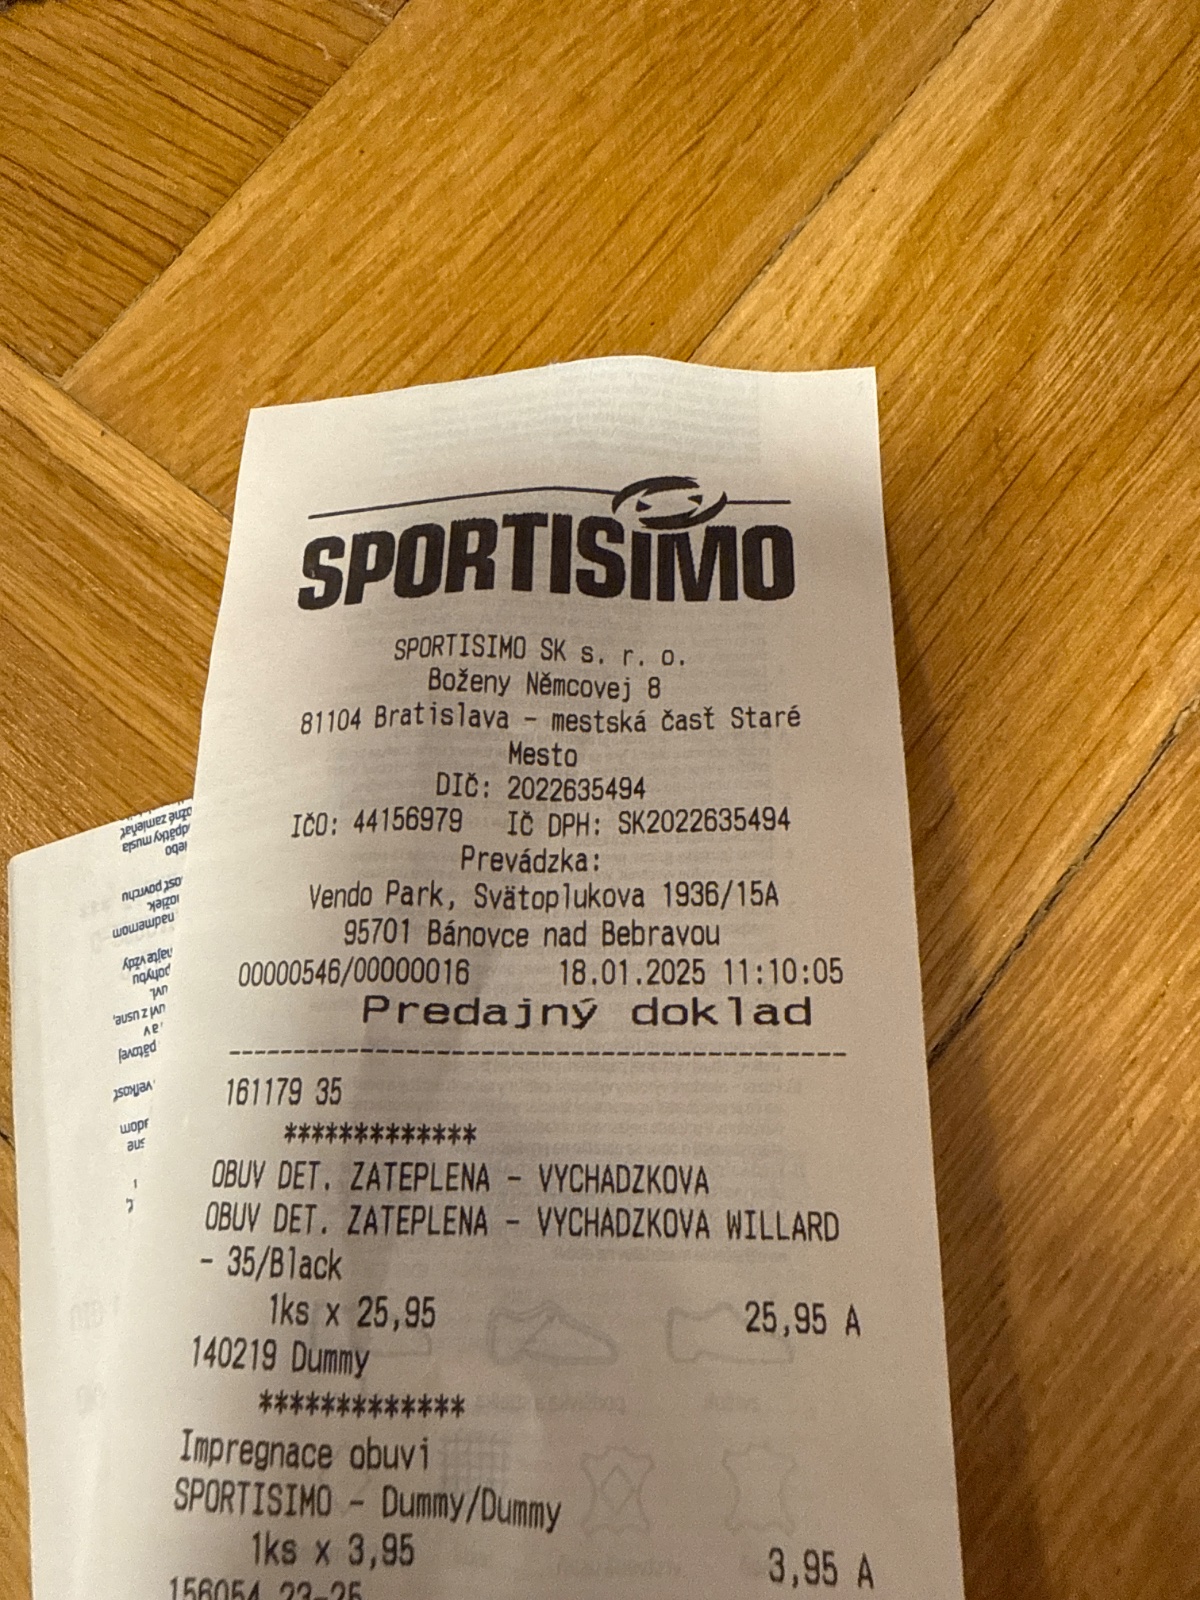 SPORTISIMO
SPORTISIMO SK s. r. o.
Boženy Němcovej 8
81104 Bratislava - mestská časť Staré
Mesto
DIČ: 2022635494
IČO: 44156979 IČ DPH: SK2022635494
Prevádzka:
Vendo Park, Svätoplukova 1936/15A
95701 Bánovce nad Bebravou
00000546/00000016 18.01.2025 11:10:05
Predajný doklad
------------------------------------------------
161179 35
*************
OBUV DET. ZATEPLENA - VYCHADZKOVA
OBUV DET. ZATEPLENA - VYCHADZKOVA WILLARD
- 35/Black
1ks x 25,95 25,95 A
140219 Dummy
*************
Impregnace obuvi
SPORTISIMO - Dummy/Dummy
1ks x 3,95 3,95 A
156054 23-25